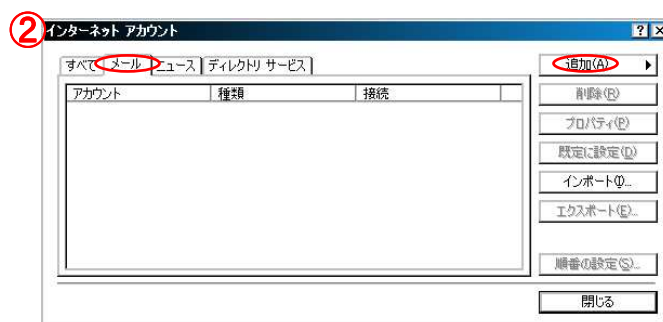 ②
インターネット アカウント
すべて メール ニュース ディレクトリ サービス
アカウント 種類 接続
追加(A)
削除(R)
プロパティ(P)
既定に設定(D)
インポート(I)...
エクスポート(E)...
順番の設定(S)...
閉じる